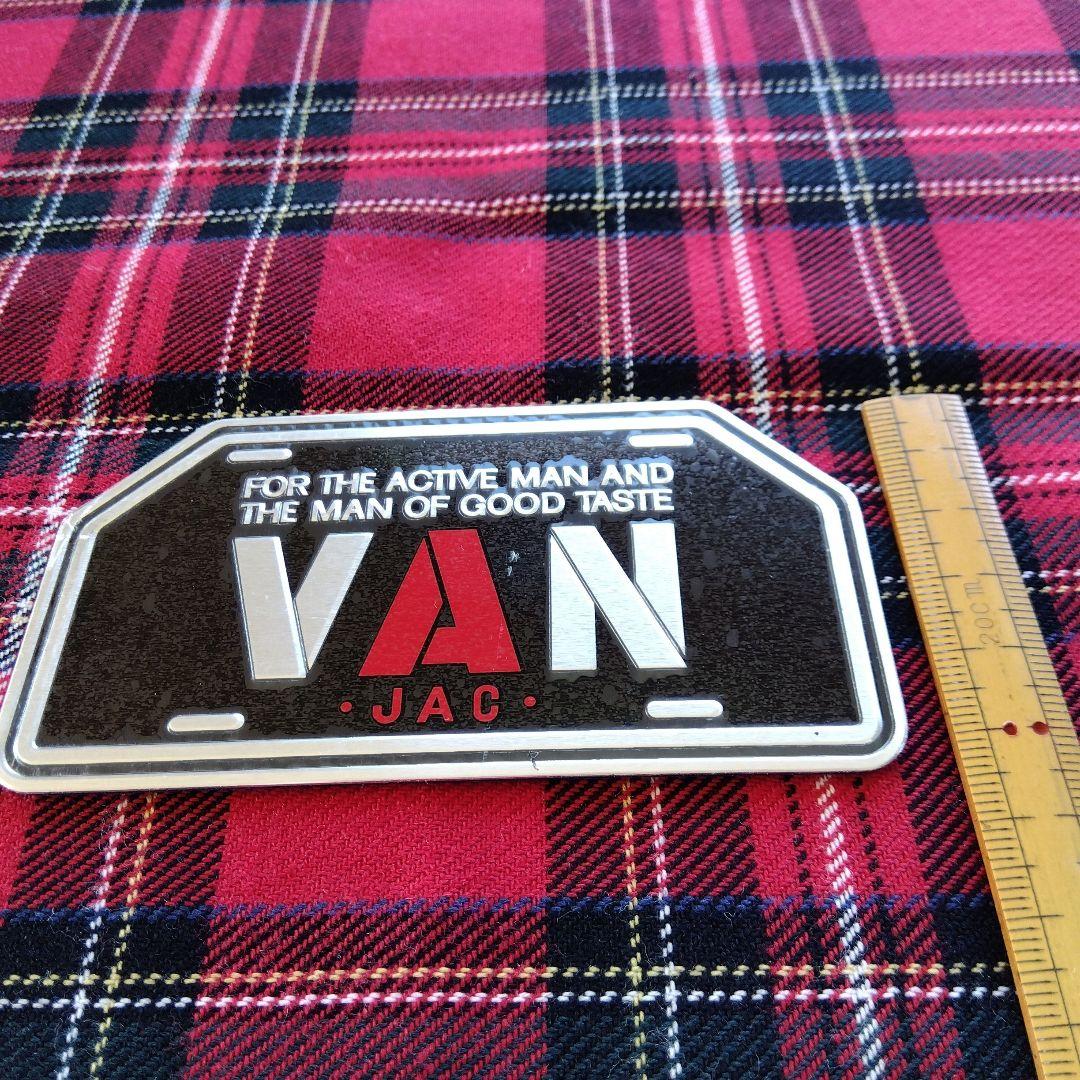 FOR THE ACTIVE MAN AND
THE MAN OF GOOD TASTE
VAN
·JAC·
20cm